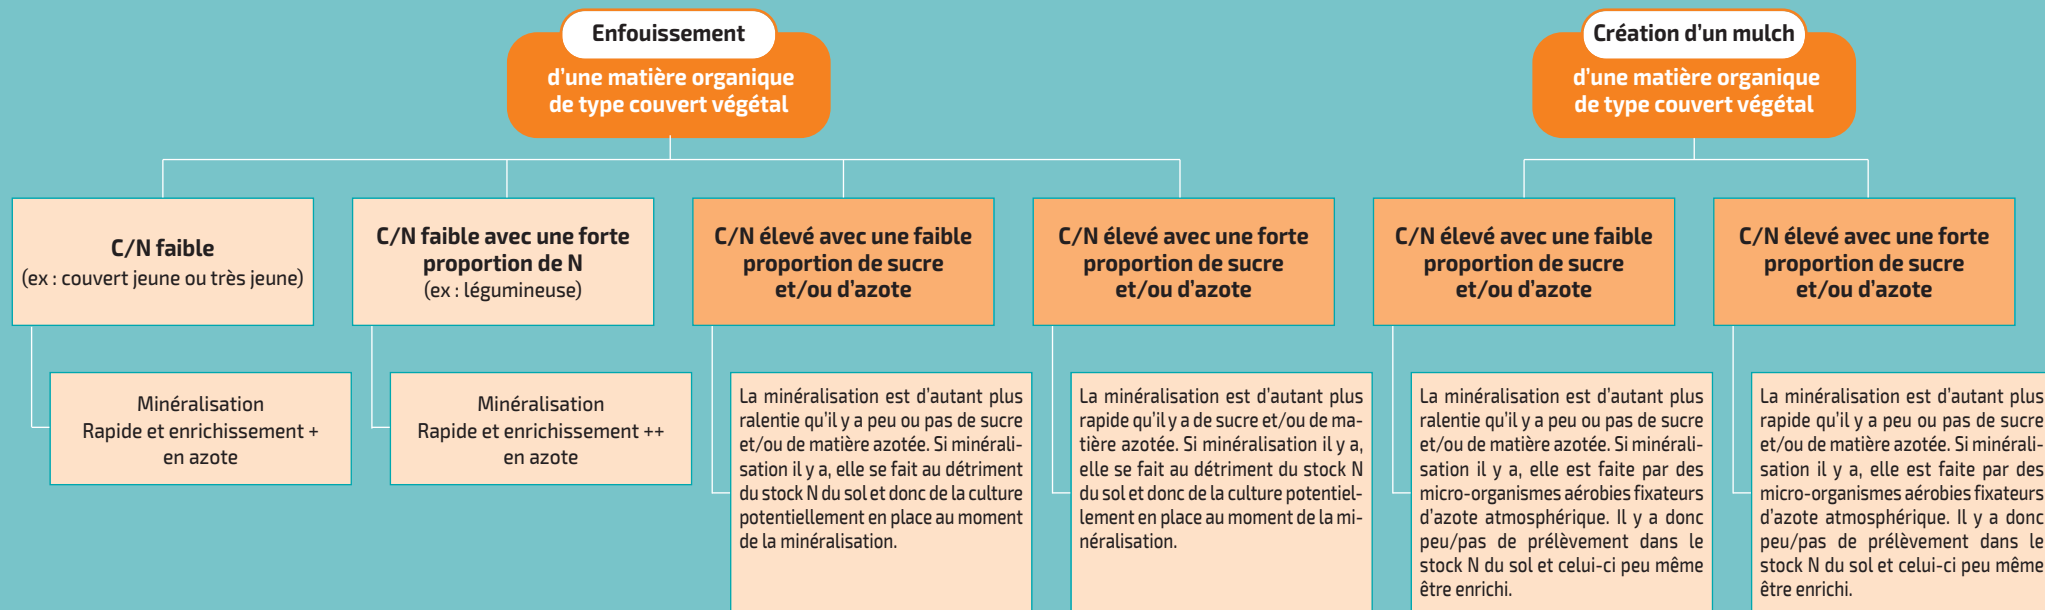 Enfouissement
d'une matière organique
de type couvert végétal
C/N faible
(ex : couvert jeune ou très jeune)
Minéralisation
Rapide et enrichissement +
en azote
C/N faible avec une forte
proportion de N
(ex : légumineuse)
Minéralisation
Rapide et enrichissement ++
en azote
C/N élevé avec une faible
proportion de sucre
et/ou d'azote
La minéralisation est d'autant plus
ralentie qu'il y a peu ou pas de sucre
et/ou de matière azotée. Si minérali-
sation il y a, elle se fait au détriment
du stock N du sol et donc de la culture
potentiellement en place au moment
de la minéralisation.
C/N élevé avec une forte
proportion de sucre
et/ou d'azote
La minéralisation est d'autant plus
rapide qu'il y a de sucre et/ou de ma-
tière azotée. Si minéralisation il y a,
elle se fait au détriment du stock N
du sol et donc de la culture potentiel-
lement en place au moment de la mi-
néralisation.
Création d'un mulch
d'une matière organique
de type couvert végétal
C/N élevé avec une faible
proportion de sucre
et/ou d'azote
La minéralisation est d'autant plus
ralentie qu'il y a peu ou pas de sucre
et/ou de matière azotée. Si minérali-
sation il y a, elle est faite par des
micro-organismes aérobies fixateurs
d'azote atmosphérique. Il y a donc
peu/pas de prélèvement dans le
stock N du sol et celui-ci peu même
être enrichi.
C/N élevé avec une forte
proportion de sucre
et/ou d'azote
La minéralisation est d'autant plus
rapide qu'il y a peu ou pas de sucre
et/ou de matière azotée. Si minérali-
sation il y a, elle est faite par des
micro-organismes aérobies fixateurs
d'azote atmosphérique. Il y a donc
peu/pas de prélèvement dans le
stock N du sol et celui-ci peu même
être enrichi.